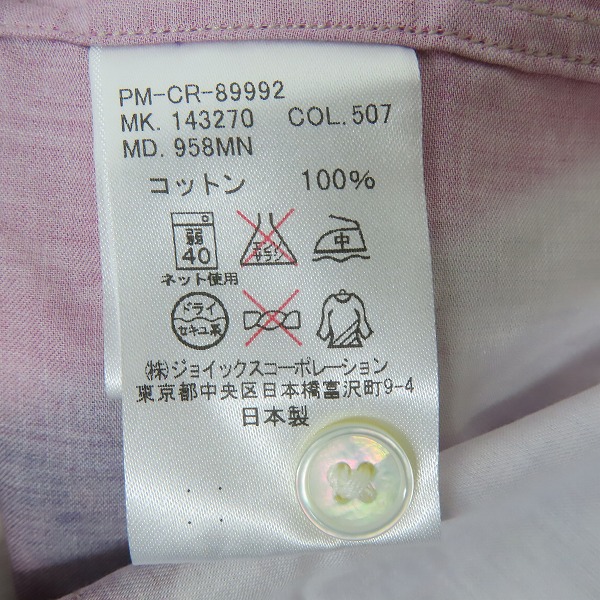 PM-CR-89992
MK. 143270 COL.507
MD. 958MN
コットン 100%
弱
40
エンソ
サラシ
中
ネット使用
ドライ
セキユ系
(株)ジョイックスコーポレーション
東京都中央区日本橋富沢町9-4
日本製